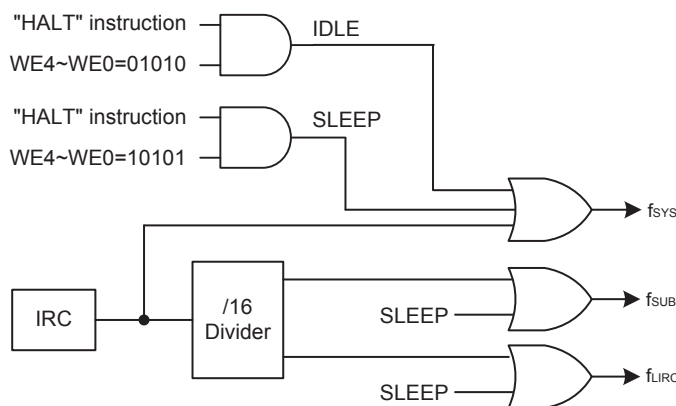 "HALT" instruction
IDLE
WE4~WE0=01010
"HALT" instruction
SLEEP
WE4~WE0=10101
fSYS
/16
Divider
IRC
fSUB
SLEEP
fLIRC
SLEEP